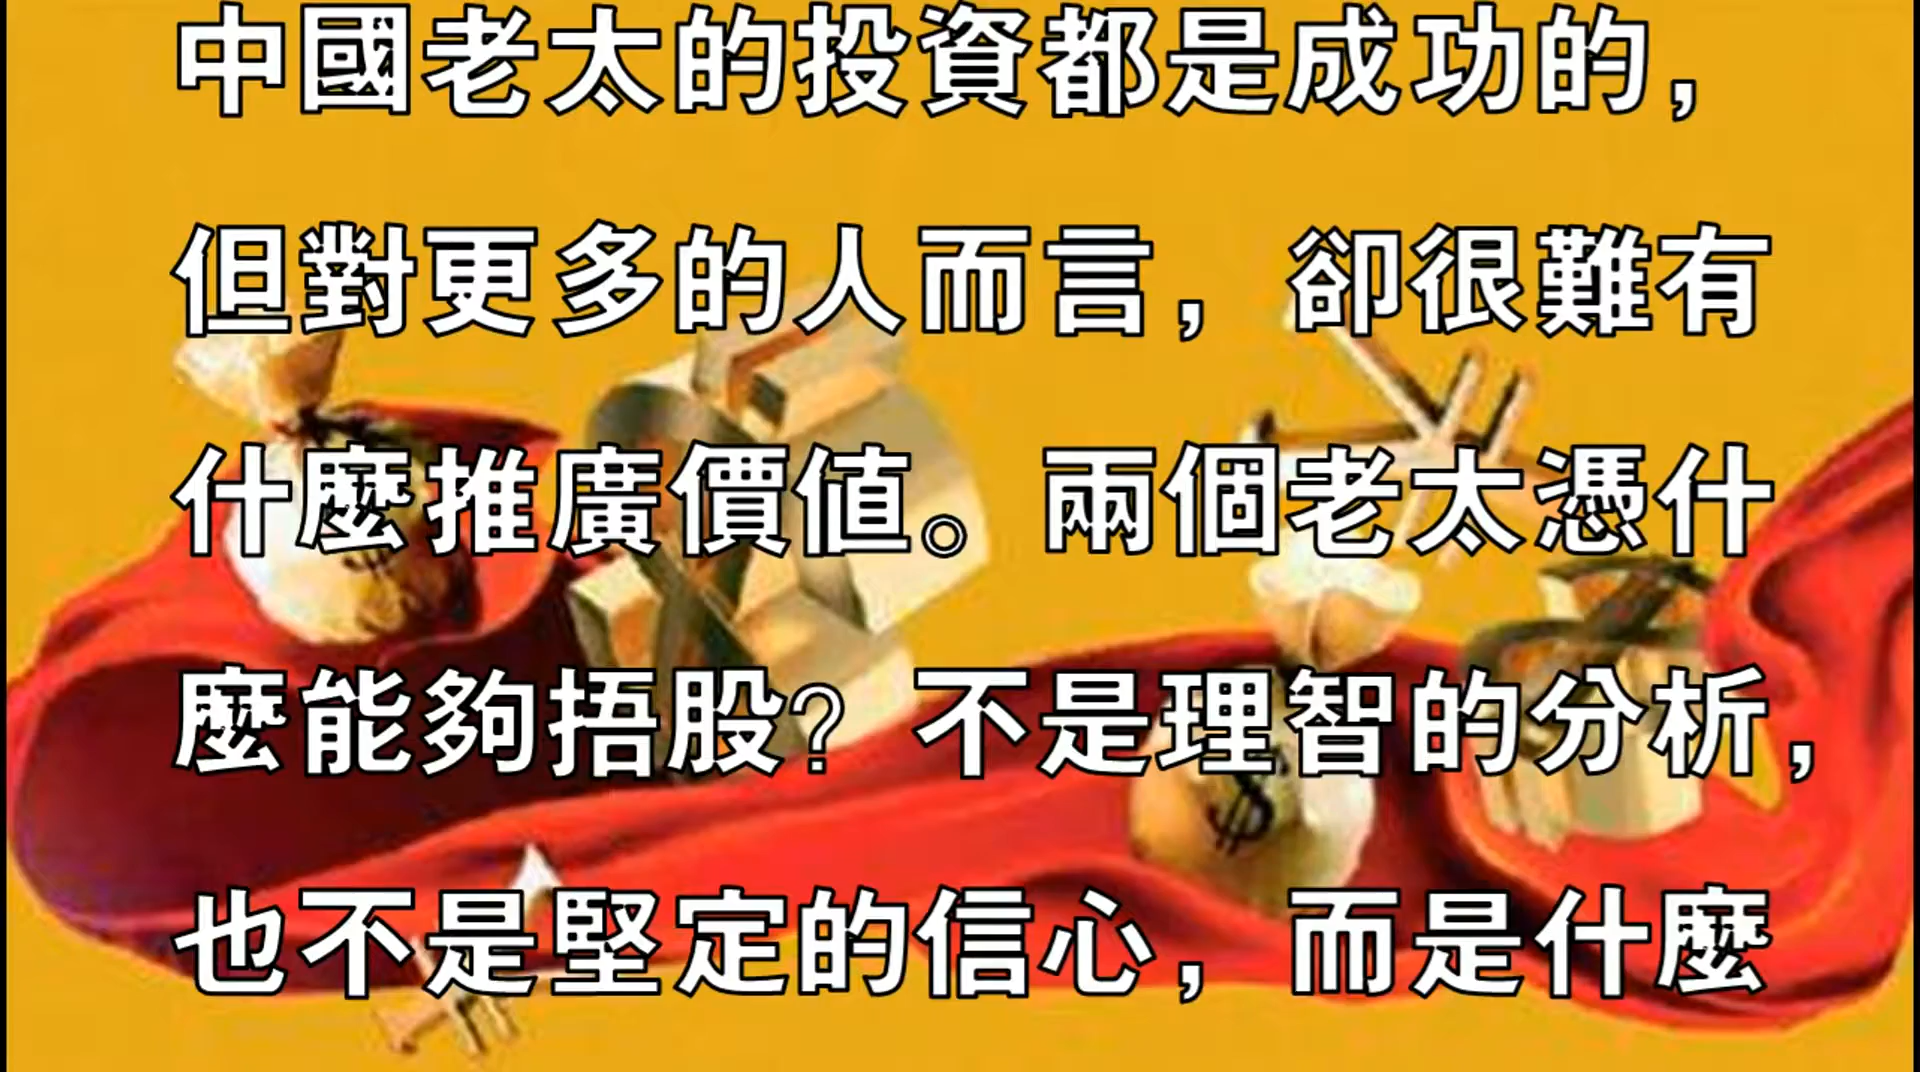 中國老太的投資都是成功的，
但對更多的人而言，卻很難有
什麼推廣價值。兩個老太憑什
麼能夠捂股？不是理智的分析，
也不是堅定的信心，而是什麼